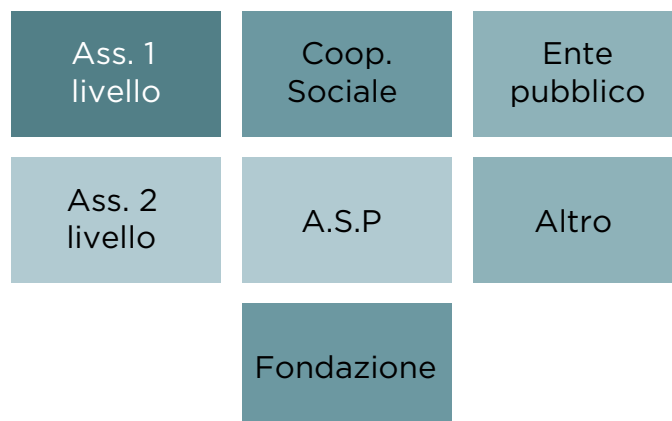 Ass. 1
livello
Coop.
Sociale
Ente
pubblico
Ass. 2
livello
A.S.P
Altro
Fondazione